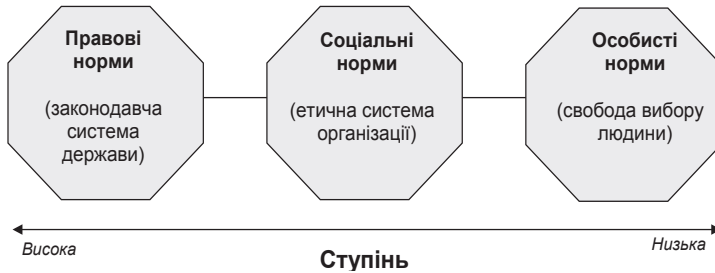 Правові
норми
(законодавча
система
держави)
Соціальні
норми
(етична система
організації)
Особисті
норми
(свобода вибору
людини)
Висока
Низька
Ступінь